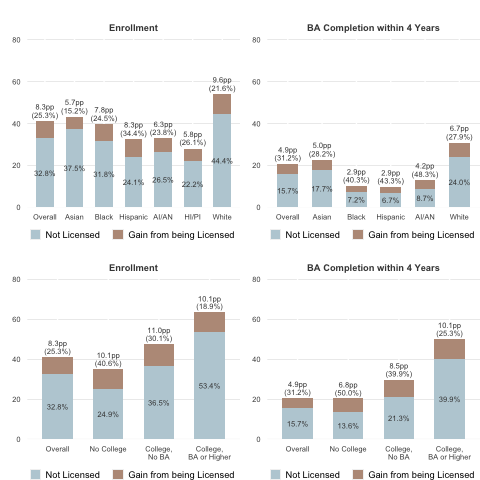 Enrollment
80
60
40
20
0
8.3pp
(25.3%)
5.7pp
(15.2%)
7.8pp
(24.5%)
8.3pp
(34.4%)
6.3pp
(23.8%)
5.8pp
(26.1%)
9.6pp
(21.6%)
32.8%
37.5%
31.8%
24.1%
26.5%
22.2%
44.4%
Overall Asian Black Hispanic AI/AN HI/PI White
Not Licensed Gain from being Licensed
BA Completion within 4 Years
80
60
40
20
0
4.9pp
(31.2%)
5.0pp
(28.2%)
2.9pp
(40.3%)
2.9pp
(43.3%)
4.2pp
(48.3%)
6.7pp
(27.9%)
15.7%
17.7%
7.2%
6.7%
8.7%
24.0%
Overall Asian Black Hispanic AI/AN White
Not Licensed Gain from being Licensed
Enrollment
80
60
40
20
0
8.3pp
(25.3%)
10.1pp
(40.6%)
11.0pp
(30.1%)
10.1pp
(18.9%)
32.8%
24.9%
36.5%
53.4%
Overall No College College,
No BA
College,
BA or Higher
Not Licensed Gain from being Licensed
BA Completion within 4 Years
80
60
40
20
0
4.9pp
(31.2%)
6.8pp
(50.0%)
8.5pp
(39.9%)
10.1pp
(25.3%)
15.7%
13.6%
21.3%
39.9%
Overall No College College,
No BA
College,
BA or Higher
Not Licensed Gain from being Licensed